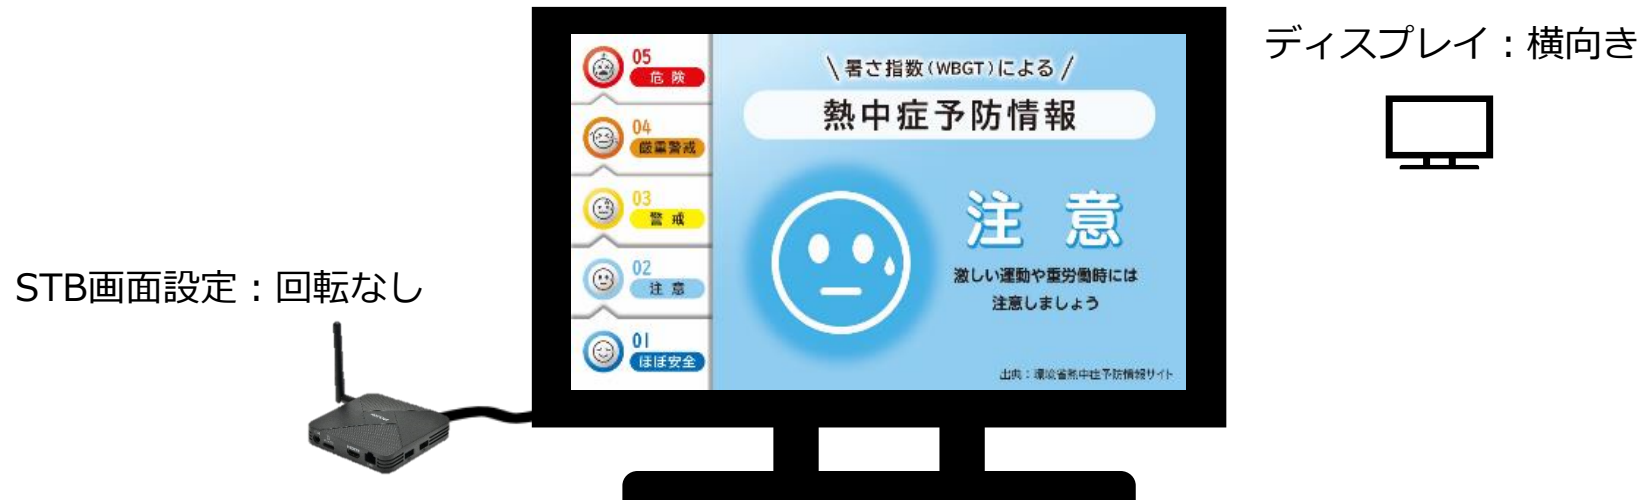 ディスプレイ：横向き
STB画面設定：回転なし
05
危険
04
厳重警戒
03
警戒
02
注意
01
ほぼ安全
\ 暑さ指数(WBGT)による /
熱中症予防情報
注意
激しい運動や重労働時には
注意しましょう
出典：環境省熱中症予防情報サイト